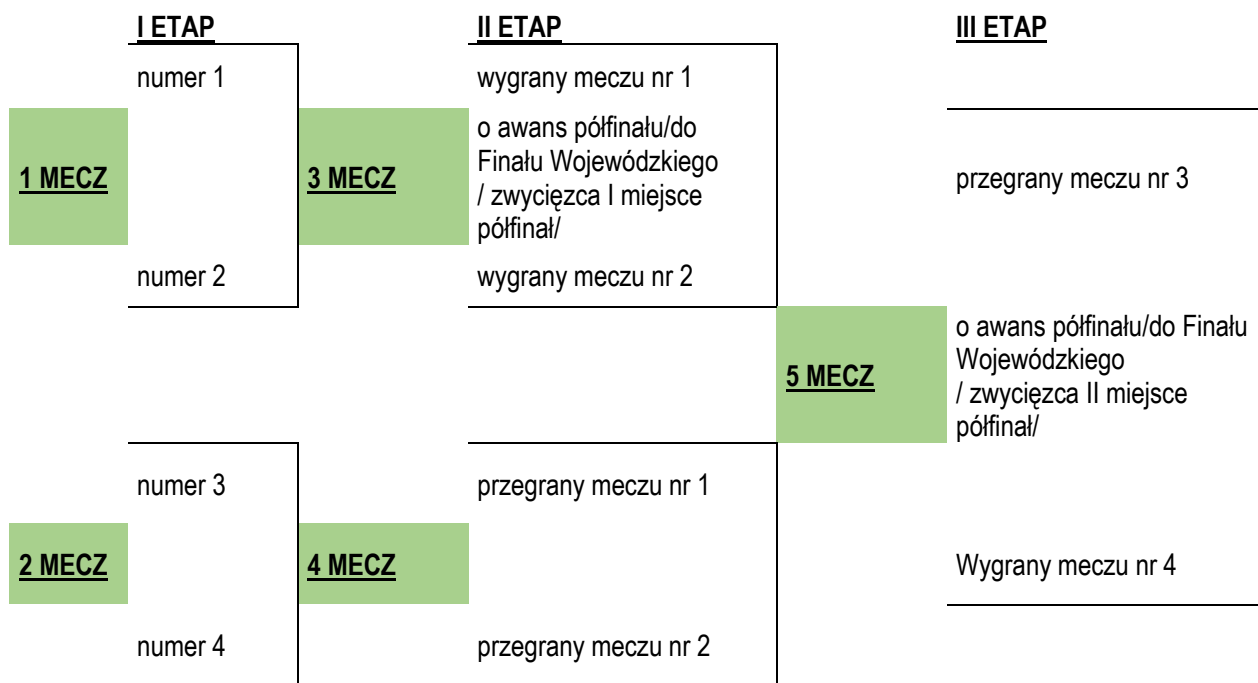 I ETAP II ETAP III ETAP
numer 1 wygrany meczu nr 1
1 MECZ 3 MECZ o awans półfinału/do
Finału Wojewódzkiego
/ zwycięzca I miejsce
półfinał/
przegrany meczu nr 3
numer 2 wygrany meczu nr 2
5 MECZ o awans półfinału/do Finału
Wojewódzkiego
/ zwycięzca II miejsce
półfinał/
numer 3 przegrany meczu nr 1
2 MECZ 4 MECZ Wygrany meczu nr 4
numer 4 przegrany meczu nr 2